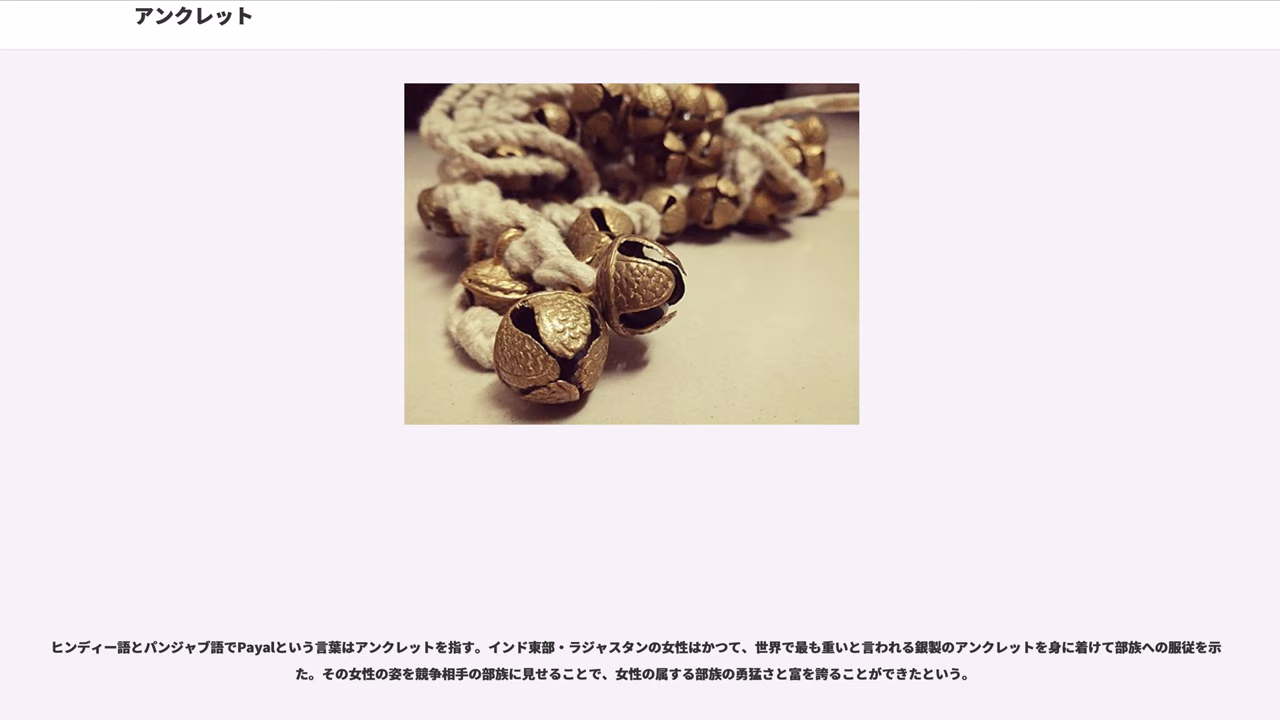 アンクレット
ヒンディー語とパンジャブ語でPayalという言葉はアンクレットを指す。インド東部・ラジャスタンの女性はかつて、世界で最も重いと言われる銀製のアンクレットを身に着けて部族への服従を示
た。その女性の姿を競争相手の部族に見せることで、女性の属する部族の勇猛さと富を誇ることができたという。